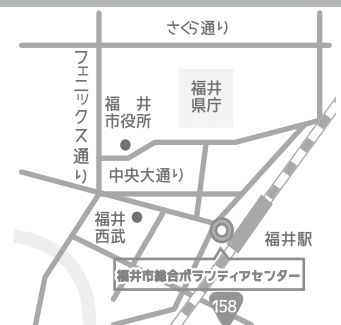 さくら通り
フェニックス通り
福井
県庁
福井
市役所
中央大通り
福井
西武
福井駅
福井市総合ボランティアセンター
158